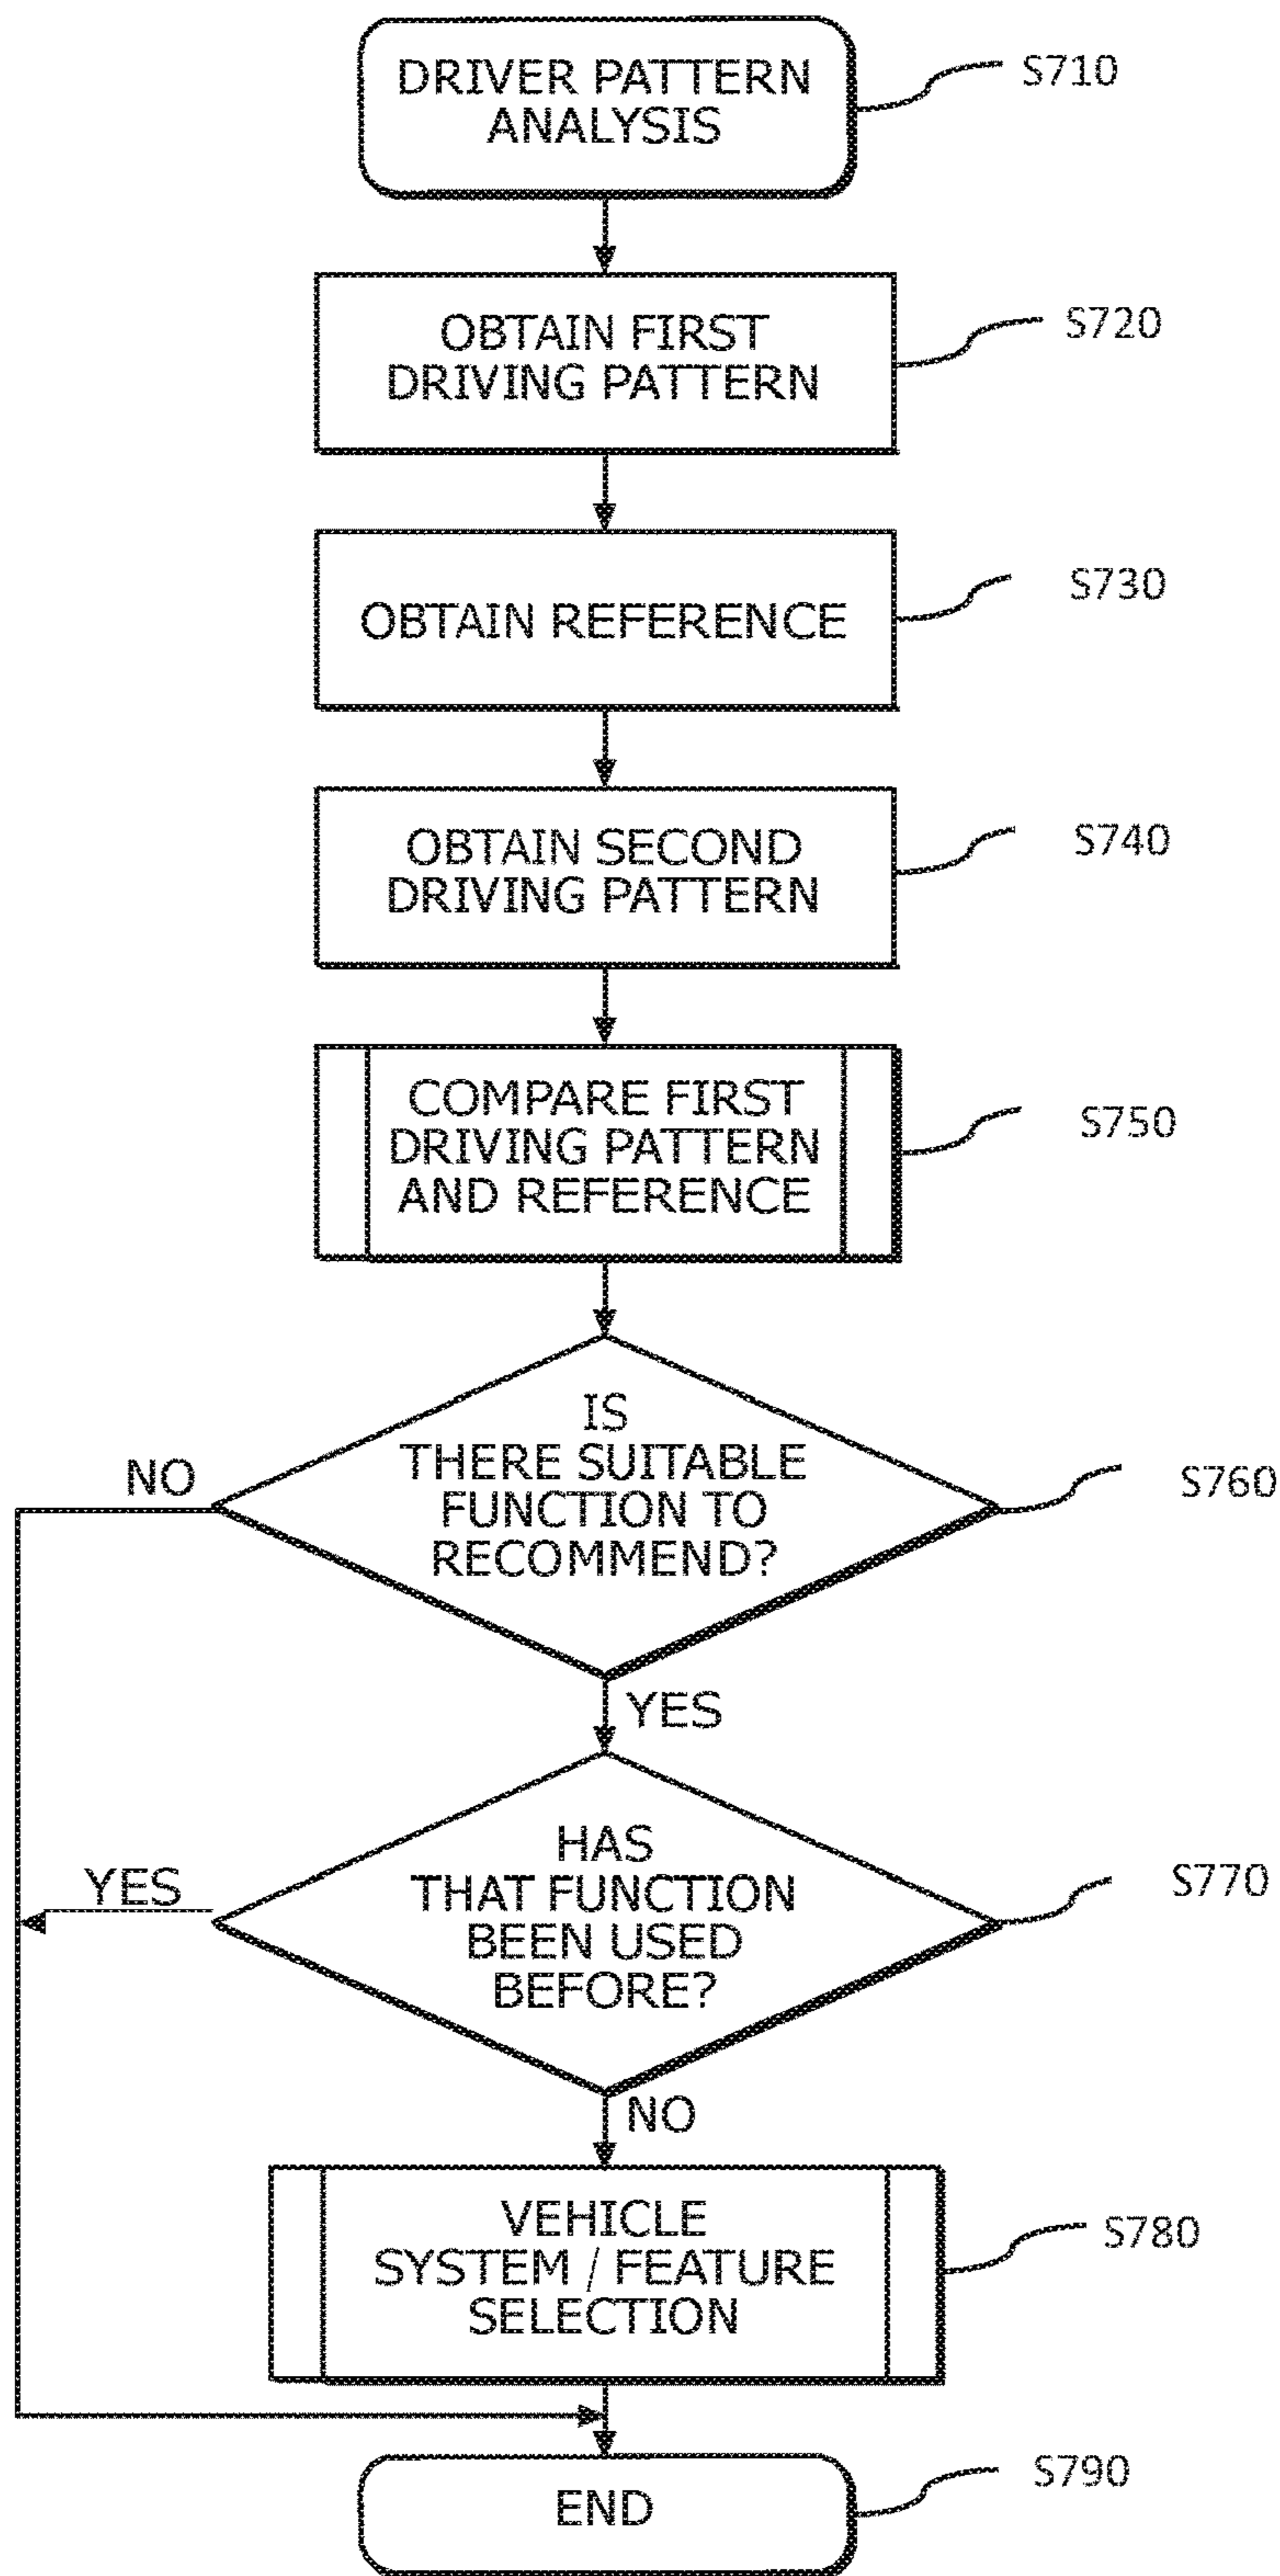 DRIVER PATTERN
ANALYSIS
S710
OBTAIN FIRST
DRIVING PATTERN
S720
OBTAIN REFERENCE
S730
OBTAIN SECOND
DRIVING PATTERN
S740
COMPARE FIRST
DRIVING PATTERN
AND REFERENCE
S750
IS
THERE SUITABLE
FUNCTION TO
RECOMMEND?
S760
NO
YES
HAS
THAT FUNCTION
BEEN USED
BEFORE?
S770
YES
NO
VEHICLE
SYSTEM / FEATURE
SELECTION
S780
END
S790